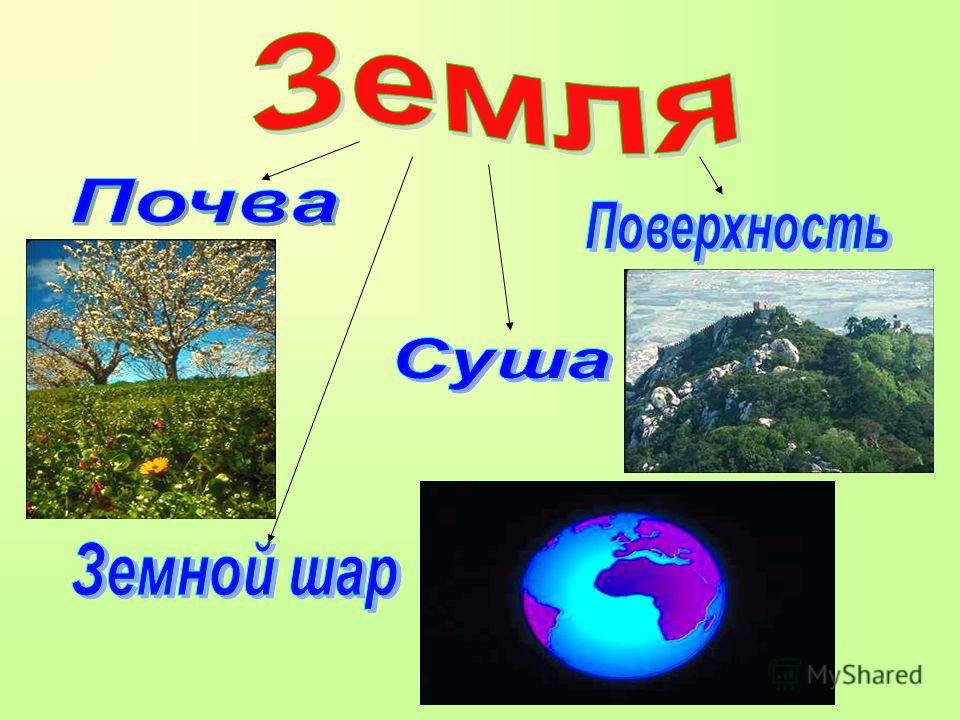 Земля
Почва
Поверхность
Суша
Земной шар
MyShared